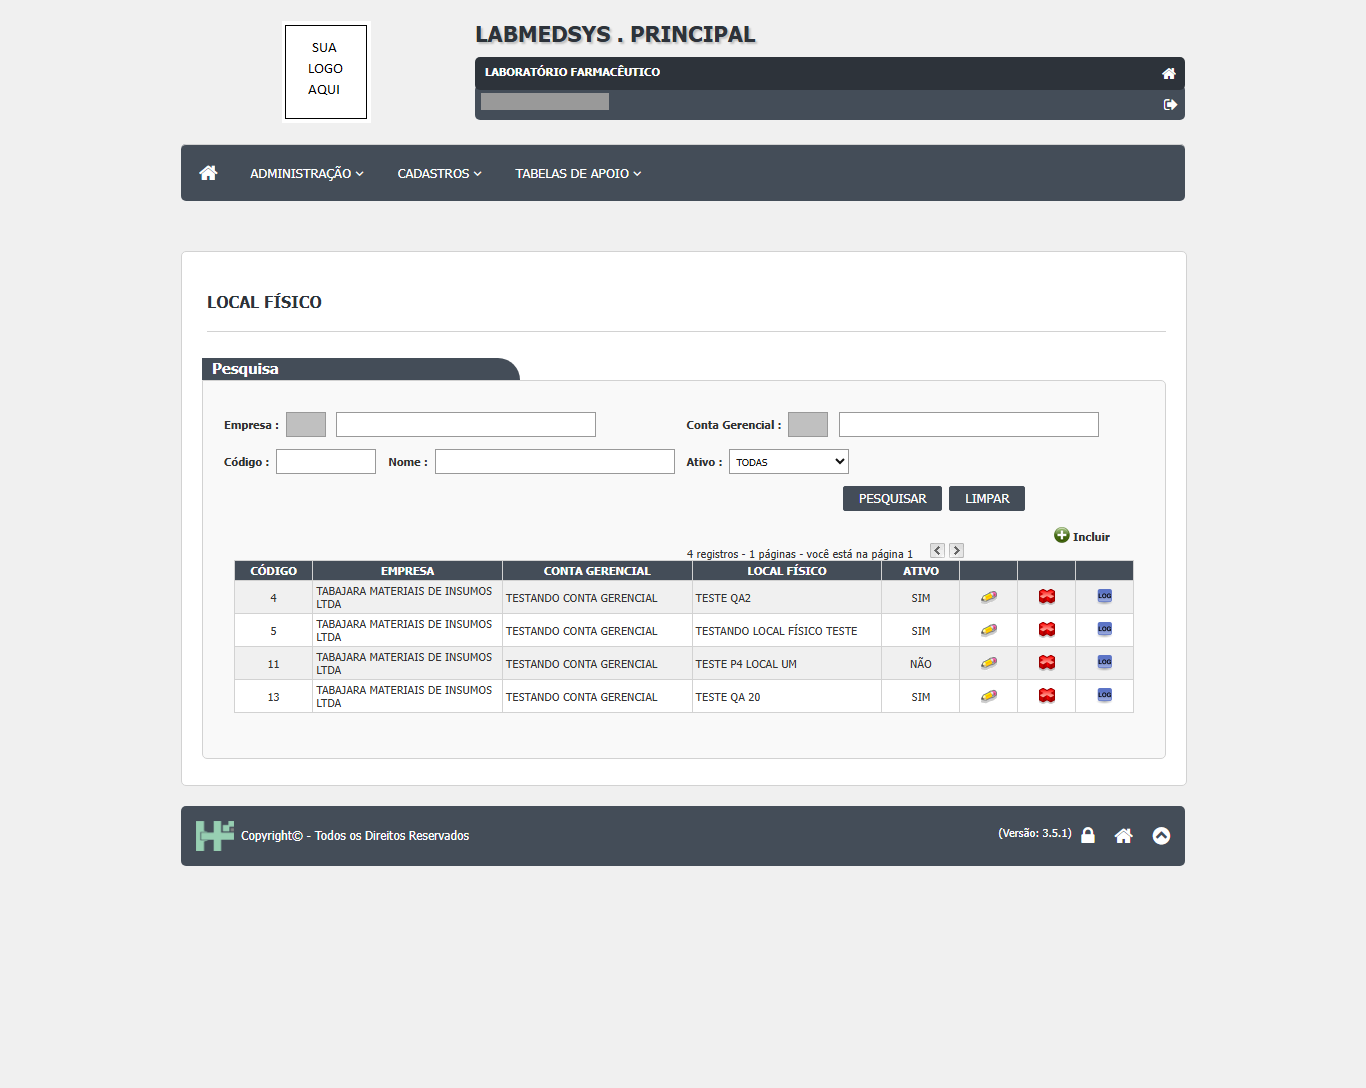 SUA
LOGO
AQUI
LABMEDSYS . PRINCIPAL
LABORATÓRIO FARMACÊUTICO
ADMINISTRAÇÃO CADASTROS TABELAS DE APOIO
LOCAL FÍSICO
Pesquisa
Empresa : Conta Gerencial :
Código : Nome : Ativo : TODAS
PESQUISAR LIMPAR
Incluir
4 registros - 1 páginas - você está na página 1
CÓDIGO EMPRESA CONTA GERENCIAL LOCAL FÍSICO ATIVO
4 TABAJARA MATERIAIS DE INSUMOS LTDA TESTANDO CONTA GERENCIAL TESTE QA2 SIM LOG
5 TABAJARA MATERIAIS DE INSUMOS LTDA TESTANDO CONTA GERENCIAL TESTANDO LOCAL FÍSICO TESTE SIM LOG
11 TABAJARA MATERIAIS DE INSUMOS LTDA TESTANDO CONTA GERENCIAL TESTE P4 LOCAL UM NÃO LOG
13 TABAJARA MATERIAIS DE INSUMOS LTDA TESTANDO CONTA GERENCIAL TESTE QA 20 SIM LOG
Copyright© - Todos os Direitos Reservados (Versão: 3.5.1)